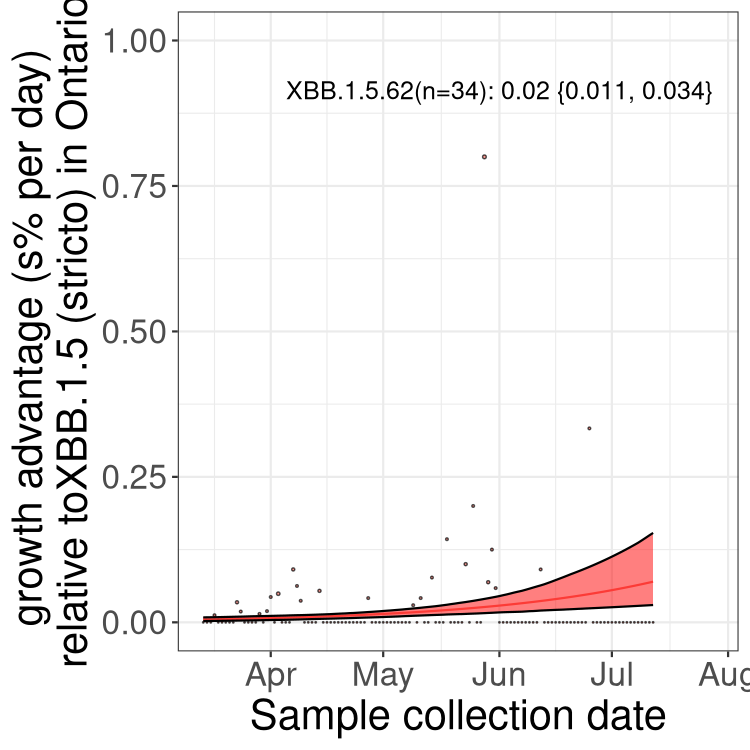 growth advantage (s% per day)
relative toXBB.1.5 (stricto) in Ontario
1.00
0.75
0.50
0.25
0.00
XBB.1.5.62(n=34): 0.02 {0.011, 0.034}
Apr May Jun Jul Aug
Sample collection date